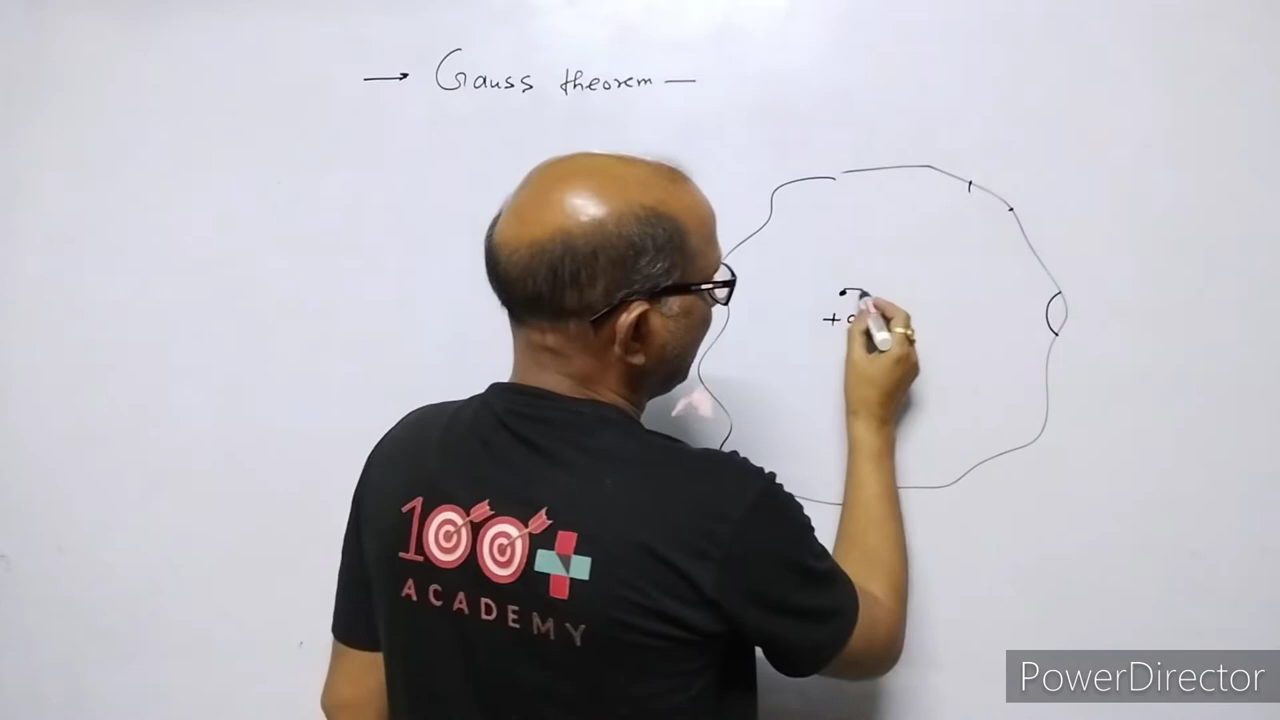 → Gauss theorem —
+
100+
ACADEMY
PowerDirector